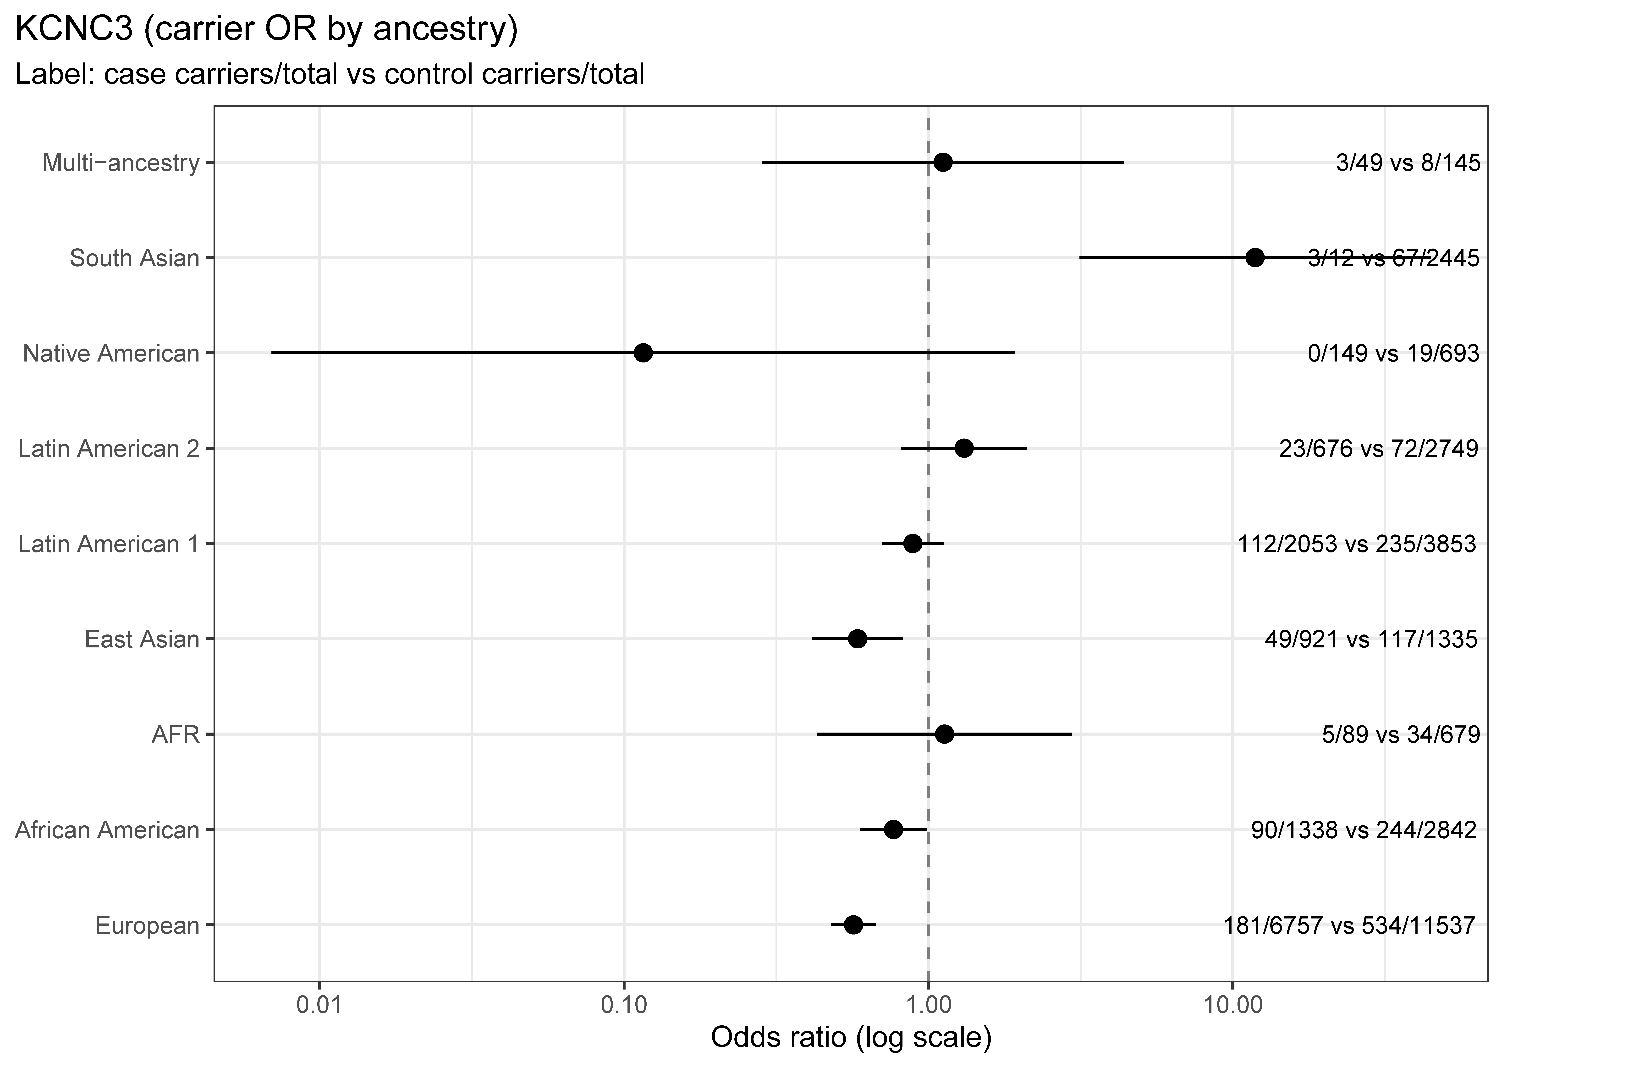 KCNC3 (carrier OR by ancestry)
Label: case carriers/total vs control carriers/total
Multi−ancestry 3/49 vs 8/145
South Asian 3/12 vs 67/2445
Native American 0/149 vs 19/693
Latin American 2 23/676 vs 72/2749
Latin American 1 112/2053 vs 235/3853
East Asian 49/921 vs 117/1335
AFR 5/89 vs 34/679
African American 90/1338 vs 244/2842
European 181/6757 vs 534/11537
0.01 0.10 1.00 10.00
Odds ratio (log scale)